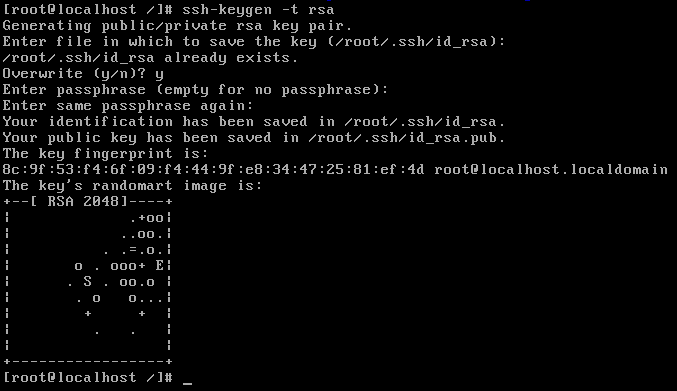 [root@localhost /]# ssh-keygen -t rsa
Generating public/private rsa key pair.
Enter file in which to save the key (/root/.ssh/id_rsa):
/root/.ssh/id_rsa already exists.
Overwrite (y/n)? y
Enter passphrase (empty for no passphrase):
Enter same passphrase again:
Your identification has been saved in /root/.ssh/id_rsa.
Your public key has been saved in /root/.ssh/id_rsa.pub.
The key fingerprint is:
8c:9f:53:f4:6f:09:f4:44:9f:e8:34:47:25:81:ef:4d root@localhost.localdomain
The key's randomart image is:
+--[ RSA 2048]----+
|              .+oo|
|             ..oo.|
|           . .=.o.|
|       o . ooo+ E|
|      . S . oo.o |
|       . o   o...|
|        +     +  |
|         .   .   |
|                 |
+-----------------+
[root@localhost /]# _